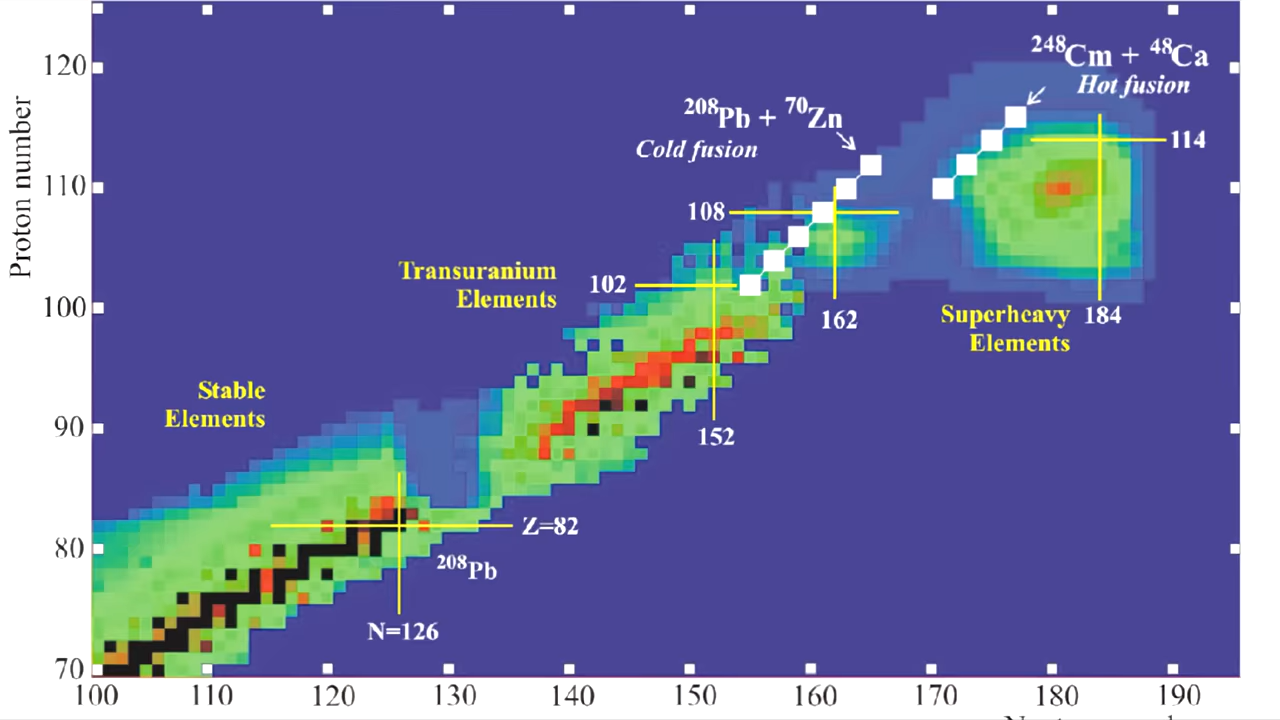 Proton number
120
110
100
90
80
70
100 110 120 130 140 150 160 170 180 190
²⁴⁸Cm + ⁴⁸Ca
Hot fusion
²⁰⁸Pb + ⁷⁰Zn
Cold fusion
114
108
Transuranium
Elements
102
162
Superheavy
Elements
184
Stable
Elements
152
Z=82
²⁰⁸Pb
N=126